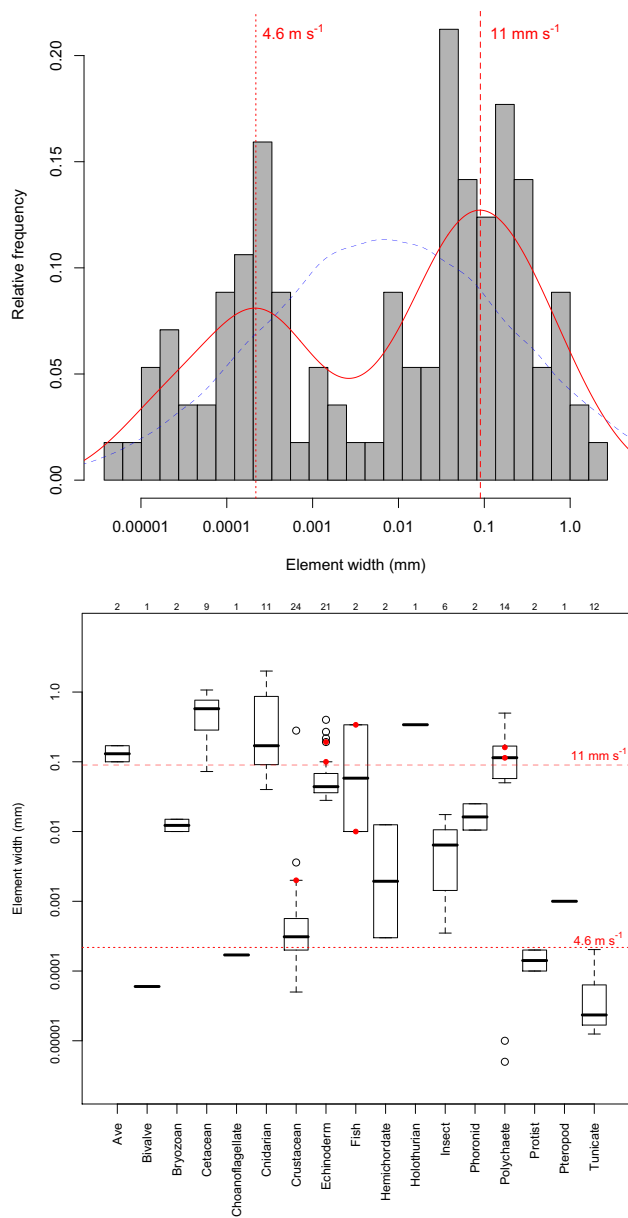 4.6 m s⁻¹ 11 mm s⁻¹
0.20
0.15
0.10
0.05
0.00
Relative frequency
0.00001 0.0001 0.001 0.01 0.1 1.0
Element width (mm)
2 1 2 9 1 11 24 21 2 2 1 6 2 14 2 1 12
1.0
0.1
0.01
0.001
0.0001
0.00001
Element width (mm)
11 mm s⁻¹
4.6 m s⁻¹
Ave
Bivalve
Bryozoan
Cetacean
Choanoflagellate
Cnidarian
Crustacean
Echinoderm
Fish
Hemichordate
Holothurian
Insect
Phoronid
Polychaete
Protist
Pteropod
Tunicate